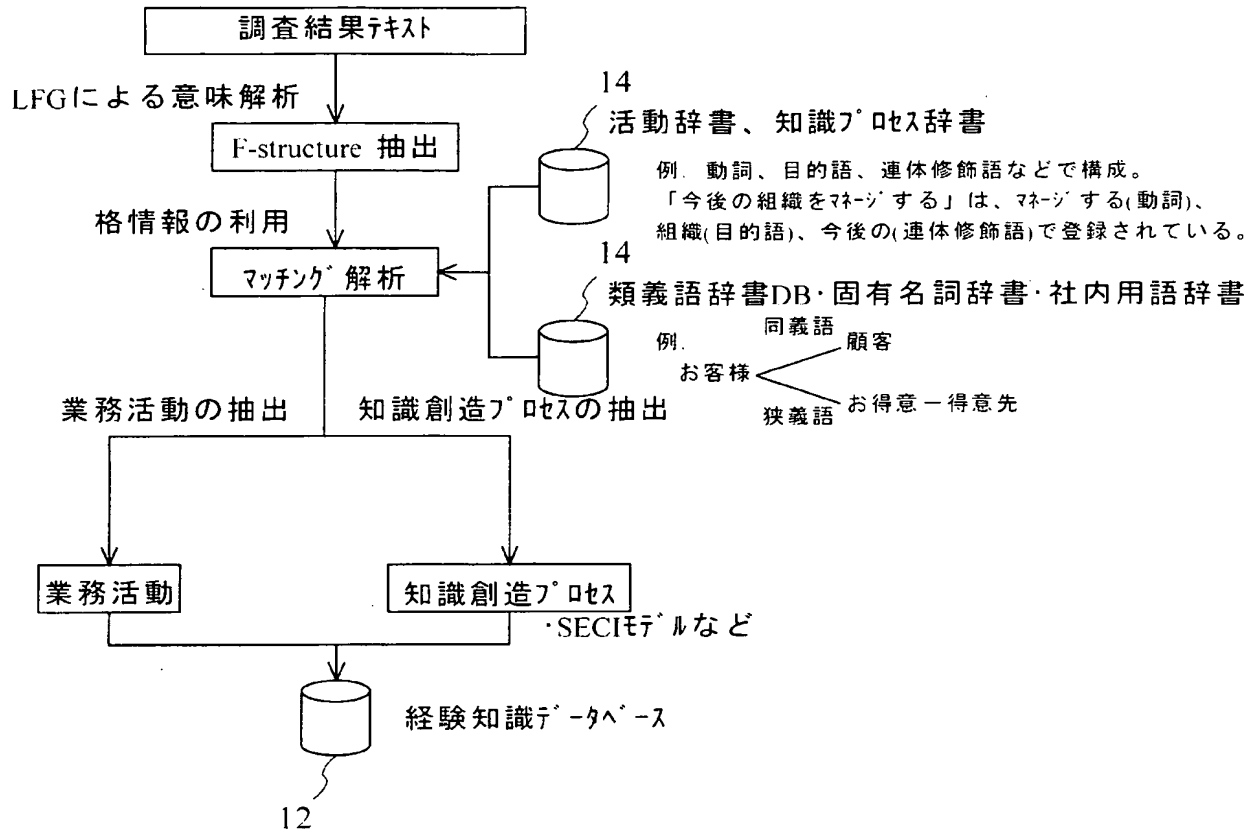 調査結果ﾃｷｽﾄ
LFGによる意味解析
F-structure 抽出
格情報の利用
ﾏｯﾁﾝｸﾞ解析
14
活動辞書、知識ﾌﾟﾛｾｽ辞書
例. 動詞、目的語、連体修飾語などで構成。
「今後の組織をﾏﾈｰｼﾞする」は、ﾏﾈｰｼﾞする(動詞)、
組織(目的語)、今後の(連体修飾語)で登録されている。
14
類義語辞書DB・固有名詞辞書・社内用語辞書
例.
同義語
顧客
お客様
お得意ー得意先
狭義語
業務活動の抽出
知識創造ﾌﾟﾛｾｽの抽出
業務活動
知識創造ﾌﾟﾛｾｽ
・SECIﾓﾃﾞﾙなど
経験知識ﾃﾞｰﾀﾍﾞｰｽ
12